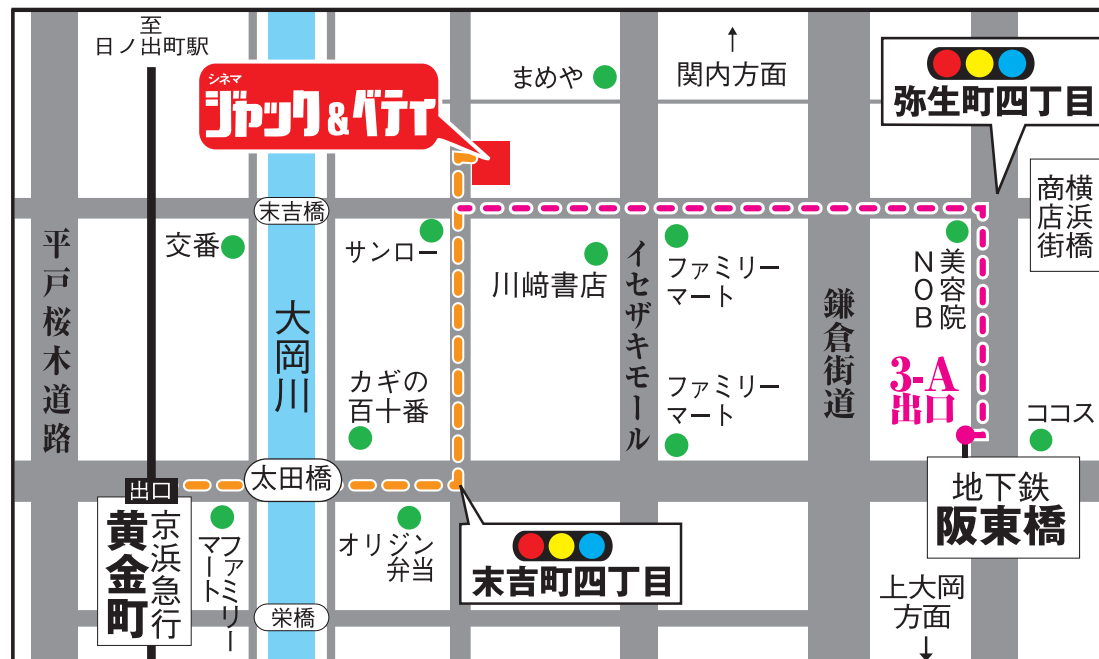 至
日ノ出町駅
シネマ
ジャック&ベティ
まめや
↑
関内方面
弥生町四丁目
横浜橋
商店街
末吉橋
交番
サンロード
川﨑書店
ファミリー
マート
美容院
NOB
平戸桜木道路
大岡川
イセザキモール
鎌倉街道
カギの
百十番
ファミリー
マート
3-A
出口
ココス
太田橋
出口
京浜急行
黄金町
ファミリー
マート
オリジン
弁当
末吉町四丁目
地下鉄
阪東橋
栄橋
上大岡
方面
↓